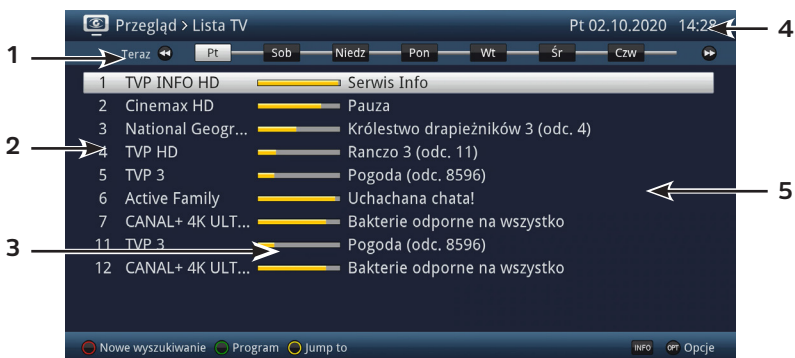 Przegląd > Lista TV Pt 02.10.2020 14:28 4
1 Teraz Pt Sob Niedz Pon Wt Śr Czw
1 TVP INFO HD Serwis Info
2 Cinemax HD Pauza
3 National Geogr... Królestwo drapieżników 3 (odc. 4)
2 4 TVP HD Ranczo 3 (odc. 11)
5 TVP 3 Pogoda (odc. 8596)
6 Active Family Uchachana chata! 5
7 CANAL+ 4K ULT... Bakterie odporne na wszystko
3 11 TVP 3 Pogoda (odc. 8596)
12 CANAL+ 4K ULT... Bakterie odporne na wszystko
Nowe wyszukiwanie Program Jump to INFO OPT Opcje